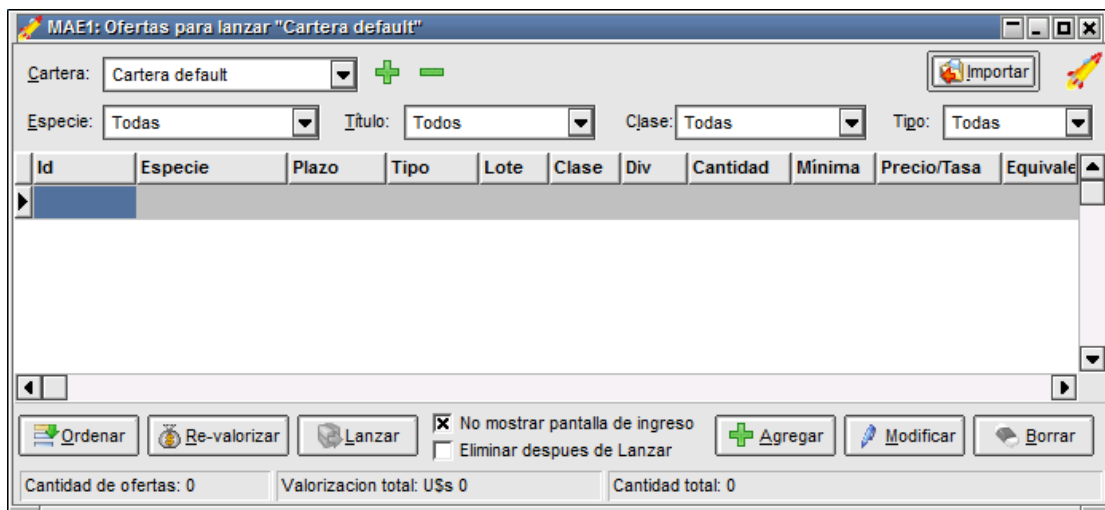 MAE1: Ofertas para lanzar "Cartera default"
Cartera: Cartera default Importar
Especie: Todas Título: Todos Clase: Todas Tipo: Todas
Id Especie Plazo Tipo Lote Clase Div Cantidad Mínima Precio/Tasa Equivale
Ordenar Re-valorizar Lanzar No mostrar pantalla de ingreso Agregar Modificar Borrar
Eliminar despues de Lanzar
Cantidad de ofertas: 0 Valorizacion total: U$s 0 Cantidad total: 0